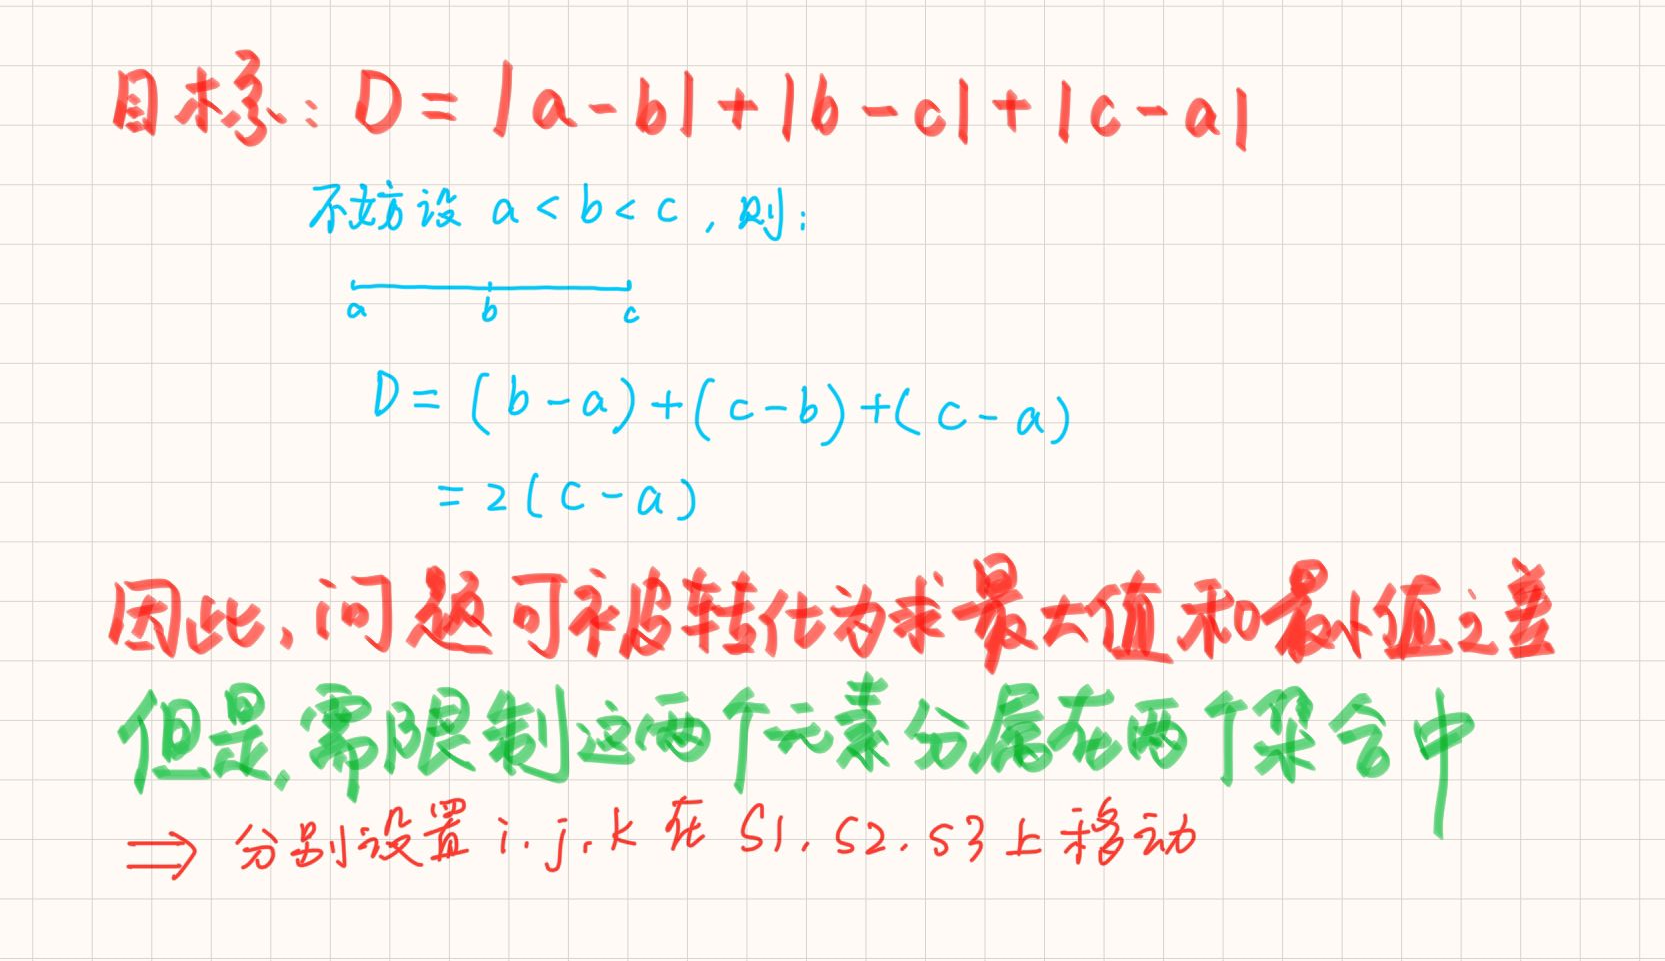 目标：D = |a-b|+|b-c|+|c-a|
不妨设 a<b<c，则：
a b c
D = (b-a)+(c-b)+(c-a)
= 2(c-a)
因此，问题可被转化为求最大值和最小值之差
但是，需限制这两个元素分属在两个集合中
⇒ 分别设置 i.j.k 在 S1.S2.S3上移动